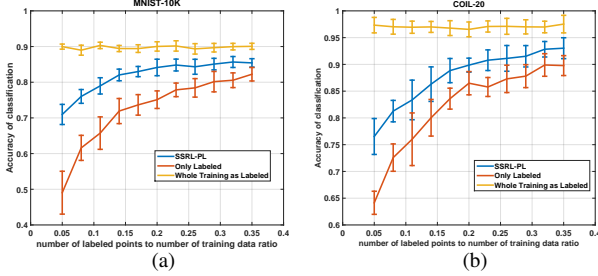 MNIST-10K
Accuracy of classification
1
0.9
0.8
0.7
0.6
0.5
0.4
SSRL-PL
Only Labeled
Whole Training as Labeled
0 0.05 0.1 0.15 0.2 0.25 0.3 0.35 0.4
number of labeled points to number of training data ratio
(a)
COIL-20
Accuracy of classification
1
0.95
0.9
0.85
0.8
0.75
0.7
0.65
0.6
SSRL-PL
Only Labeled
Whole Training as Labeled
0 0.05 0.1 0.15 0.2 0.25 0.3 0.35 0.4
number of labeled points to number of training data ratio
(b)